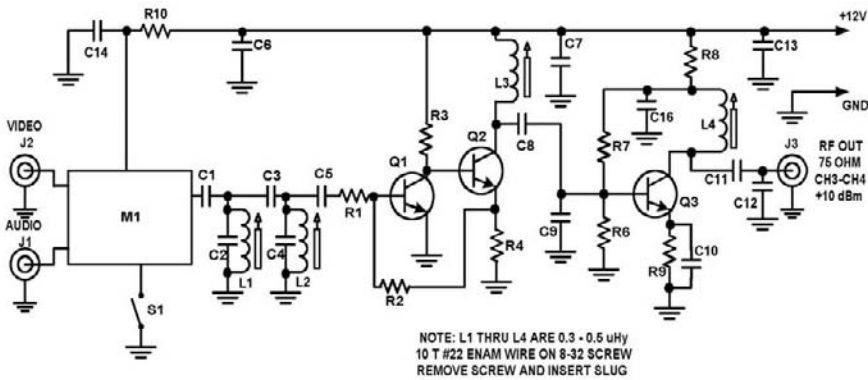 R10
+12V
C14
C6
C7
C13
L3
R8
GND
VIDEO
J2
R3
C16
L4
J3
RF OUT
75 OHM
CH3-CH4
+10 dBm
Q1
Q2
C8
R7
C1
C3
C5
R1
C11
C12
M1
Q3
AUDIO
J1
C2
L1
C4
L2
R4
C9
R6
R9
C10
R2
S1
NOTE: L1 THRU L4 ARE 0.3 - 0.5 uHy
10 T #22 ENAM WIRE ON 8-32 SCREW
REMOVE SCREW AND INSERT SLUG